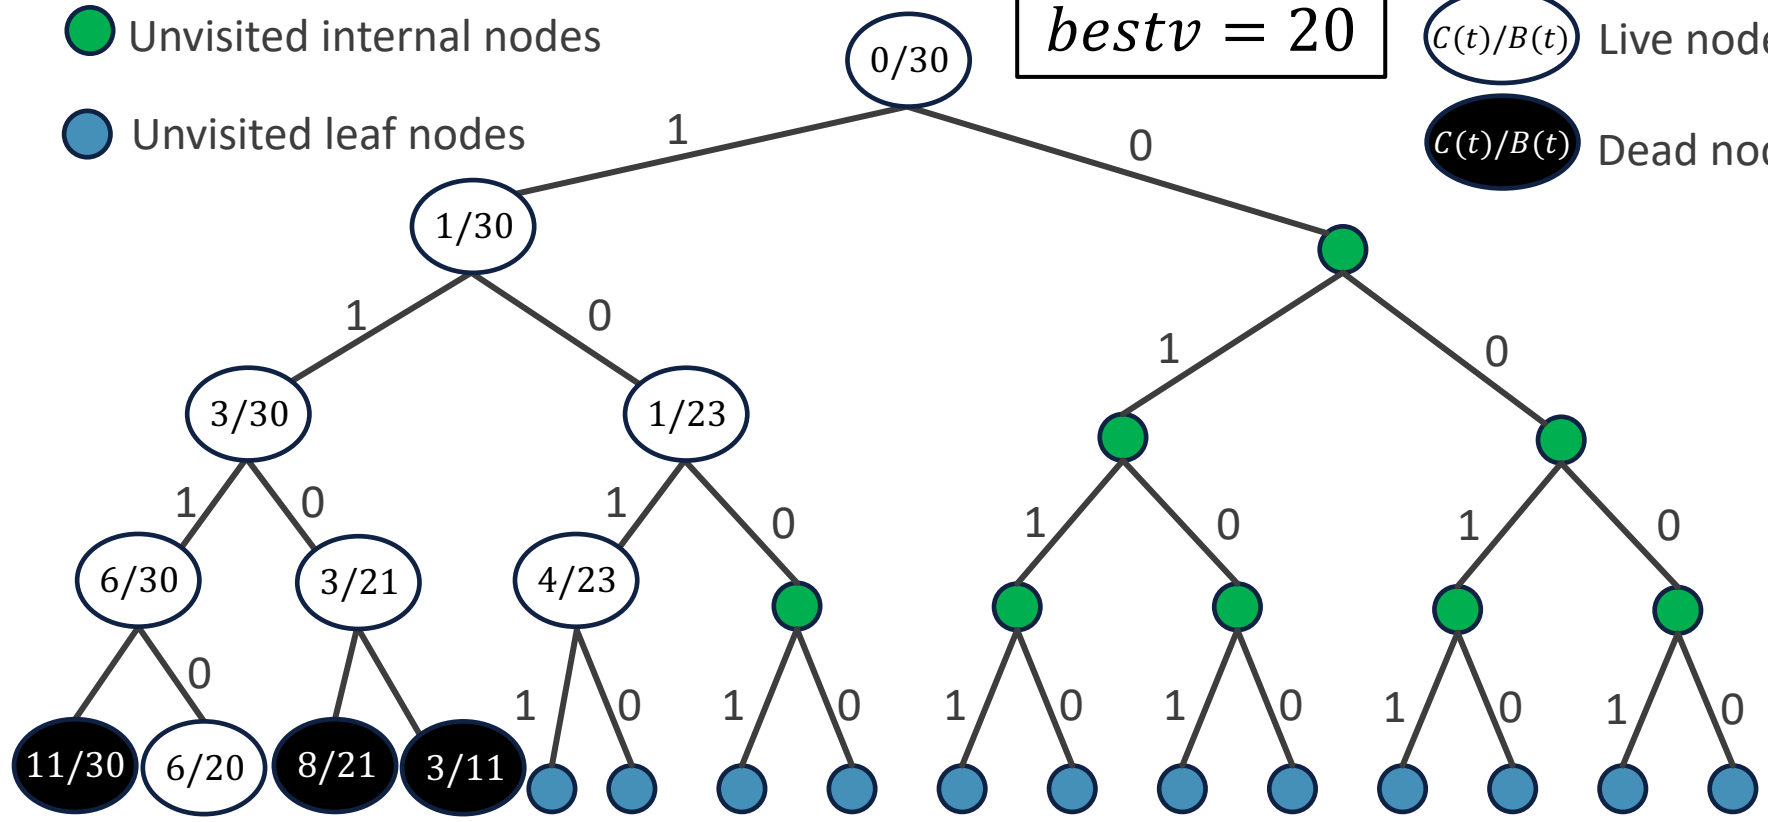 Unvisited internal nodes
bestv = 20
C(t)/B(t) Live node
0/30
Unvisited leaf nodes
C(t)/B(t) Dead nod
1 0
1/30
1 0 1 0
3/30 1/23
1 0 1 0 1 0 1 0
6/30 3/21 4/23
0 1 0 1 0 1 0 1 0 1 0 1 0
11/30 6/20 8/21 3/11